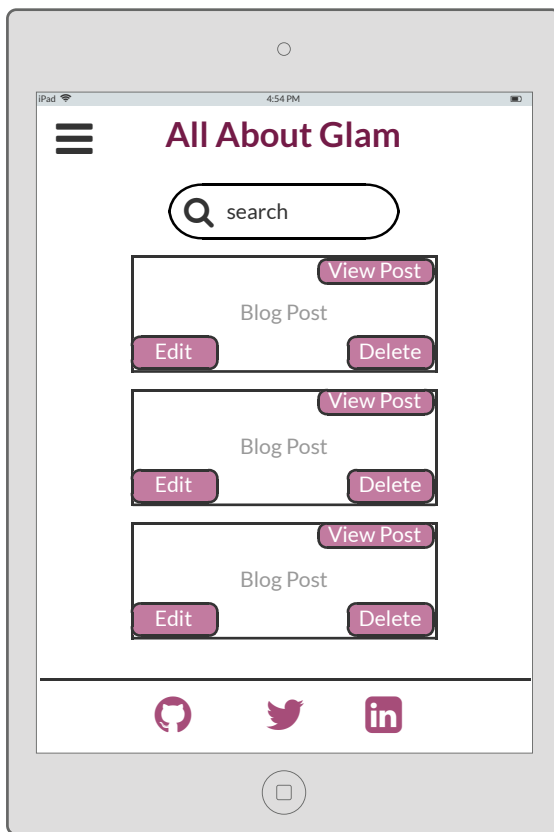 iPad 4:54 PM
All About Glam
search
View Post
Blog Post
Edit Delete
View Post
Blog Post
Edit Delete
View Post
Blog Post
Edit Delete
in